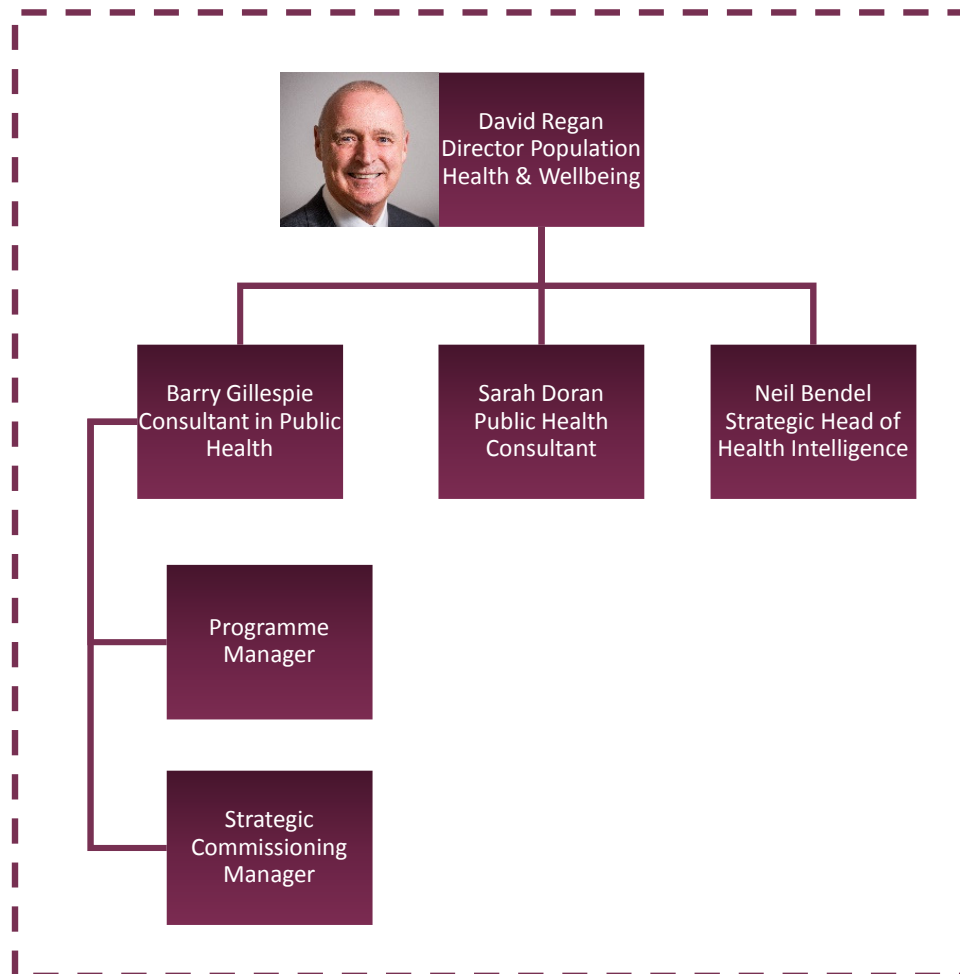 David Regan
Director Population
Health & Wellbeing
Barry Gillespie
Consultant in Public
Health
Sarah Doran
Public Health
Consultant
Neil Bendel
Strategic Head of
Health Intelligence
Programme
Manager
Strategic
Commissioning
Manager